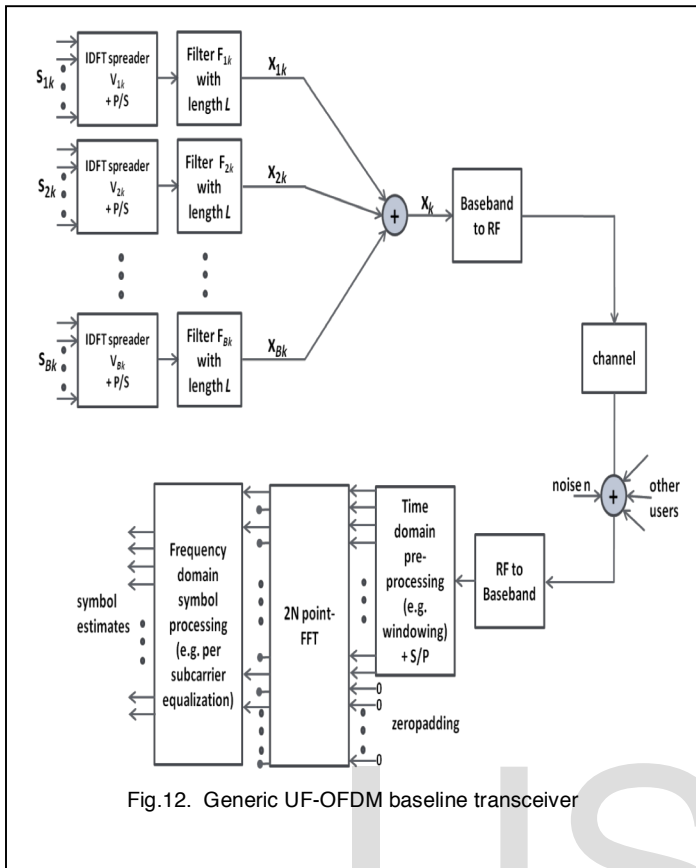 S1k
IDFT spreader
V1k
+ P/S
Filter F1k
with
length L
X1k
S2k
IDFT spreader
V2k
+ P/S
Filter F2k
with
length L
X2k
SBk
IDFT spreader
VBk
+ P/S
Filter FBk
with
length L
XBk
+
Xk
Baseband
to RF
channel
noise n
+
other
users
RF to
Baseband
Time
domain
pre-
processing
(e.g.
windowing)
+ S/P
0
0
0
zeropadding
2N point-
FFT
Frequency
domain
symbol
processing
(e.g. per
subcarrier
equalization)
symbol
estimates
Fig.12. Generic UF-OFDM baseline transceiver
US